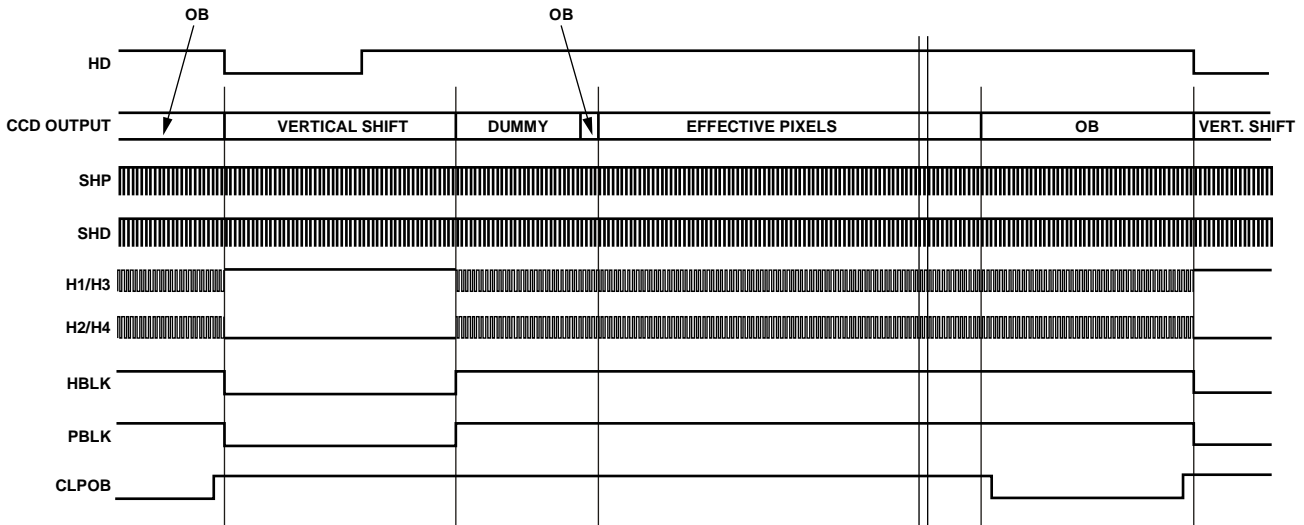 OB OB
HD
CCD OUTPUT VERTICAL SHIFT DUMMY EFFECTIVE PIXELS OB VERT. SHIFT
SHP
SHD
H1/H3
H2/H4
HBLK
PBLK
CLPOB